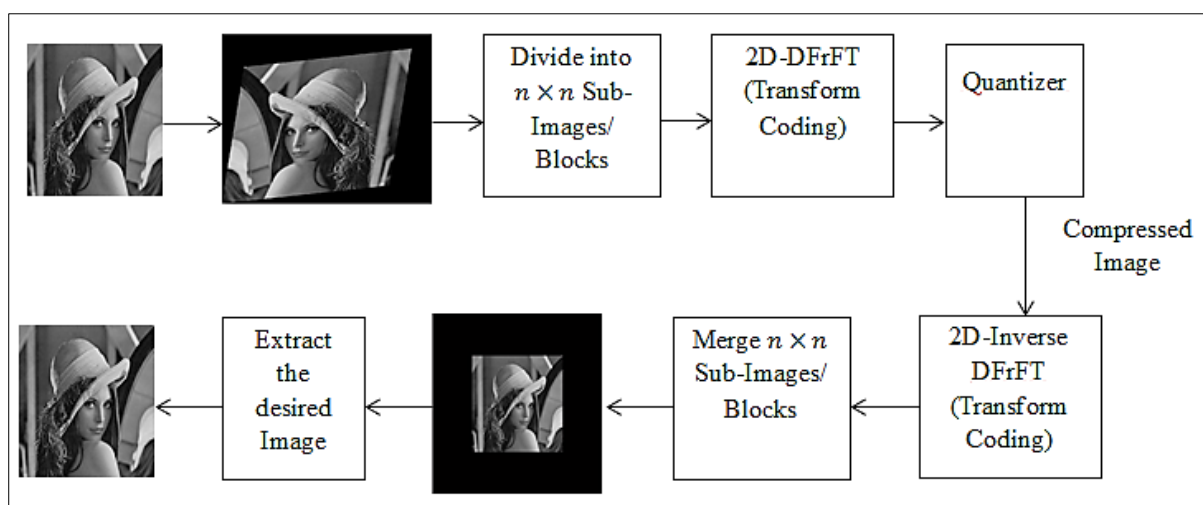 Divide into
n × n Sub-
Images/
Blocks
2D-DFrFT
(Transform
Coding)
Quantizer
Compressed
Image
Extract
the
desired
Image
Merge n × n
Sub-Images/
Blocks
2D-Inverse
DFrFT
(Transform
Coding)